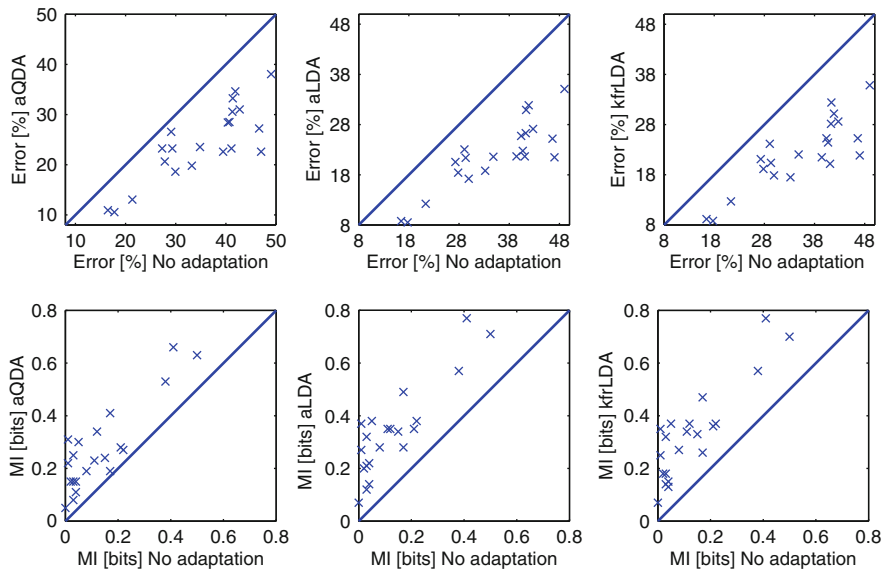 50
40
30
20
10
10 20 30 40 50
Error [%] aQDA
Error [%] No adaptation
48
38
28
18
8
8 18 28 38 48
Error [%] aLDA
Error [%] No adaptation
48
38
28
18
8
8 18 28 38 48
Error [%] kfrLDA
Error [%] No adaptation
0.8
0.6
0.4
0.2
0
0 0.2 0.4 0.6 0.8
MI [bits] aQDA
MI [bits] No adaptation
0.8
0.6
0.4
0.2
0
0 0.2 0.4 0.6 0.8
MI [bits] aLDA
MI [bits] No adaptation
0.8
0.6
0.4
0.2
0
0 0.2 0.4 0.6 0.8
MI [bits] kfrLDA
MI [bits] No adaptation